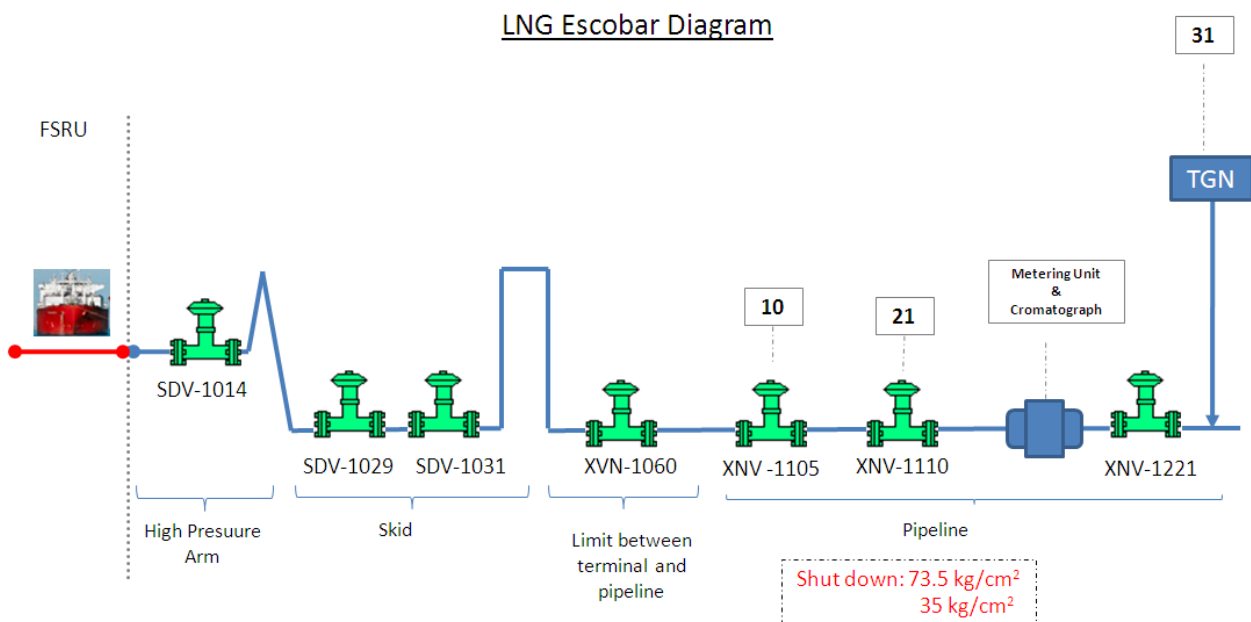 LNG Escobar Diagram
31
FSRU
TGN
Metering Unit
&
Cromatograph
10
21
SDV-1014
SDV-1029
SDV-1031
XVN-1060
XNV -1105
XNV-1110
XNV-1221
High Presuure
Arm
Skid
Limit between
terminal and
pipeline
Pipeline
Shut down: 73.5 kg/cm²
35 kg/cm²